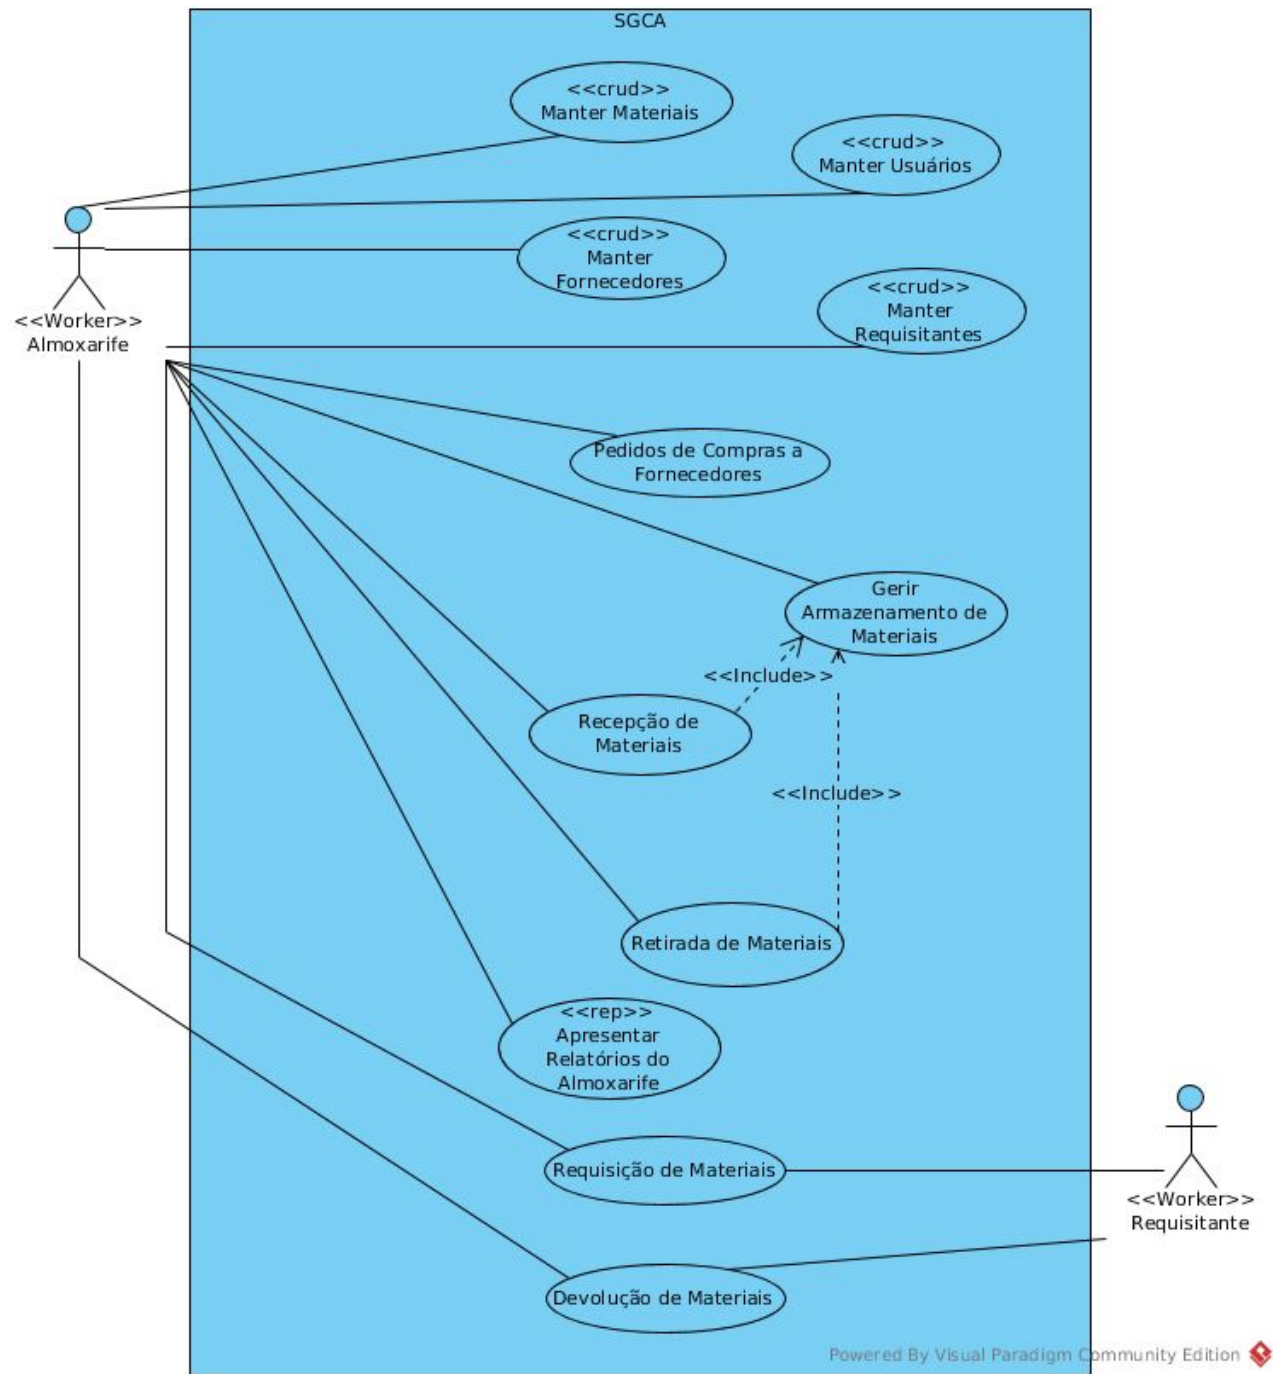 SGCA
<<crud>>
Manter Materiais
<<crud>>
Manter Usuários
<<crud>>
Manter
Fornecedores
<<crud>>
Manter
Requisitantes
<<Worker>>
Almoxarife
Pedidos de Compras a
Fornecedores
Gerir
Armazenamento de
Materiais
<<Include>>
Recepção de
Materiais
<<Include>>
Retirada de Materiais
<<rep>>
Apresentar
Relatórios do
Almoxarife
Requisição de Materiais
<<Worker>>
Requisitante
Devolução de Materiais
Powered By Visual Paradigm Community Edition